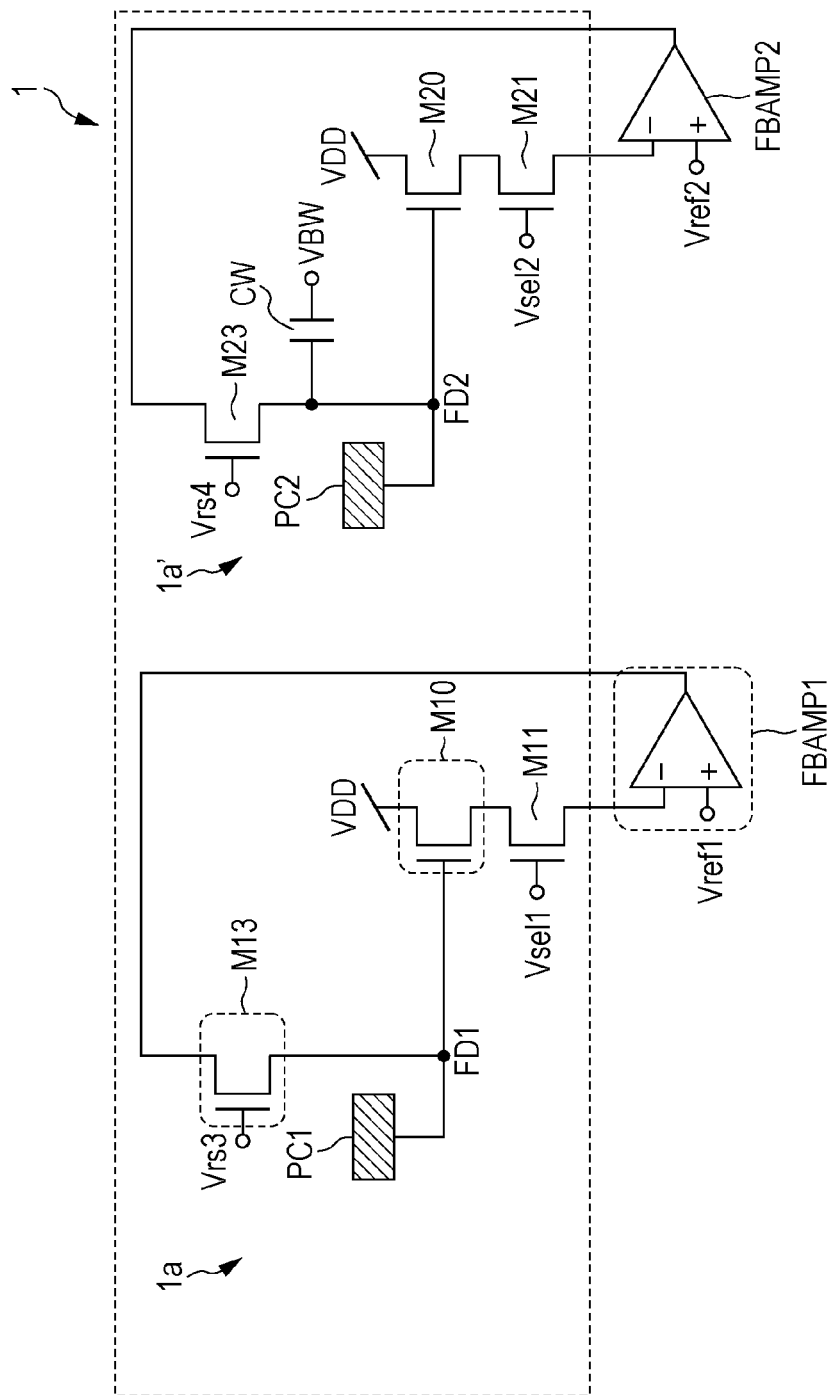 1
1a
Vrs3
M13
PC1
FD1
VDD
M10
M11
Vsel1
Vref1
−
+
FBAMP1
1a'
Vrs4
M23
CW
VBW
PC2
FD2
VDD
M20
M21
Vsel2
Vref2
−
+
FBAMP2